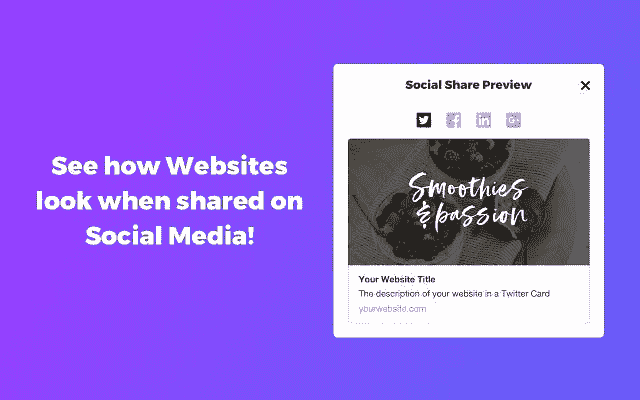 See how Websites
look when shared on
Social Media!
Social Share Preview
Smoothies
& passion
Your Website Title
The description of your website in a Twitter Card
yourwebsite.com